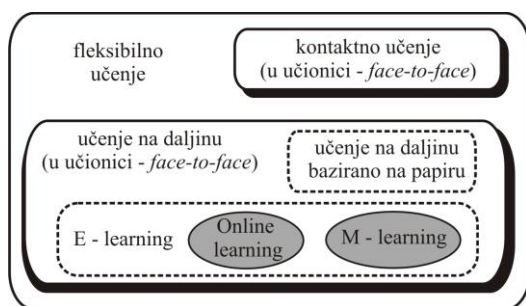 fleksibilno
učenje
kontaktno učenje
(u učionici - face-to-face)
učenje na daljinu
(u učionici - face-to-face)
učenje na daljinu
bazirano na papiru
E - learning
Online
learning
M - learning